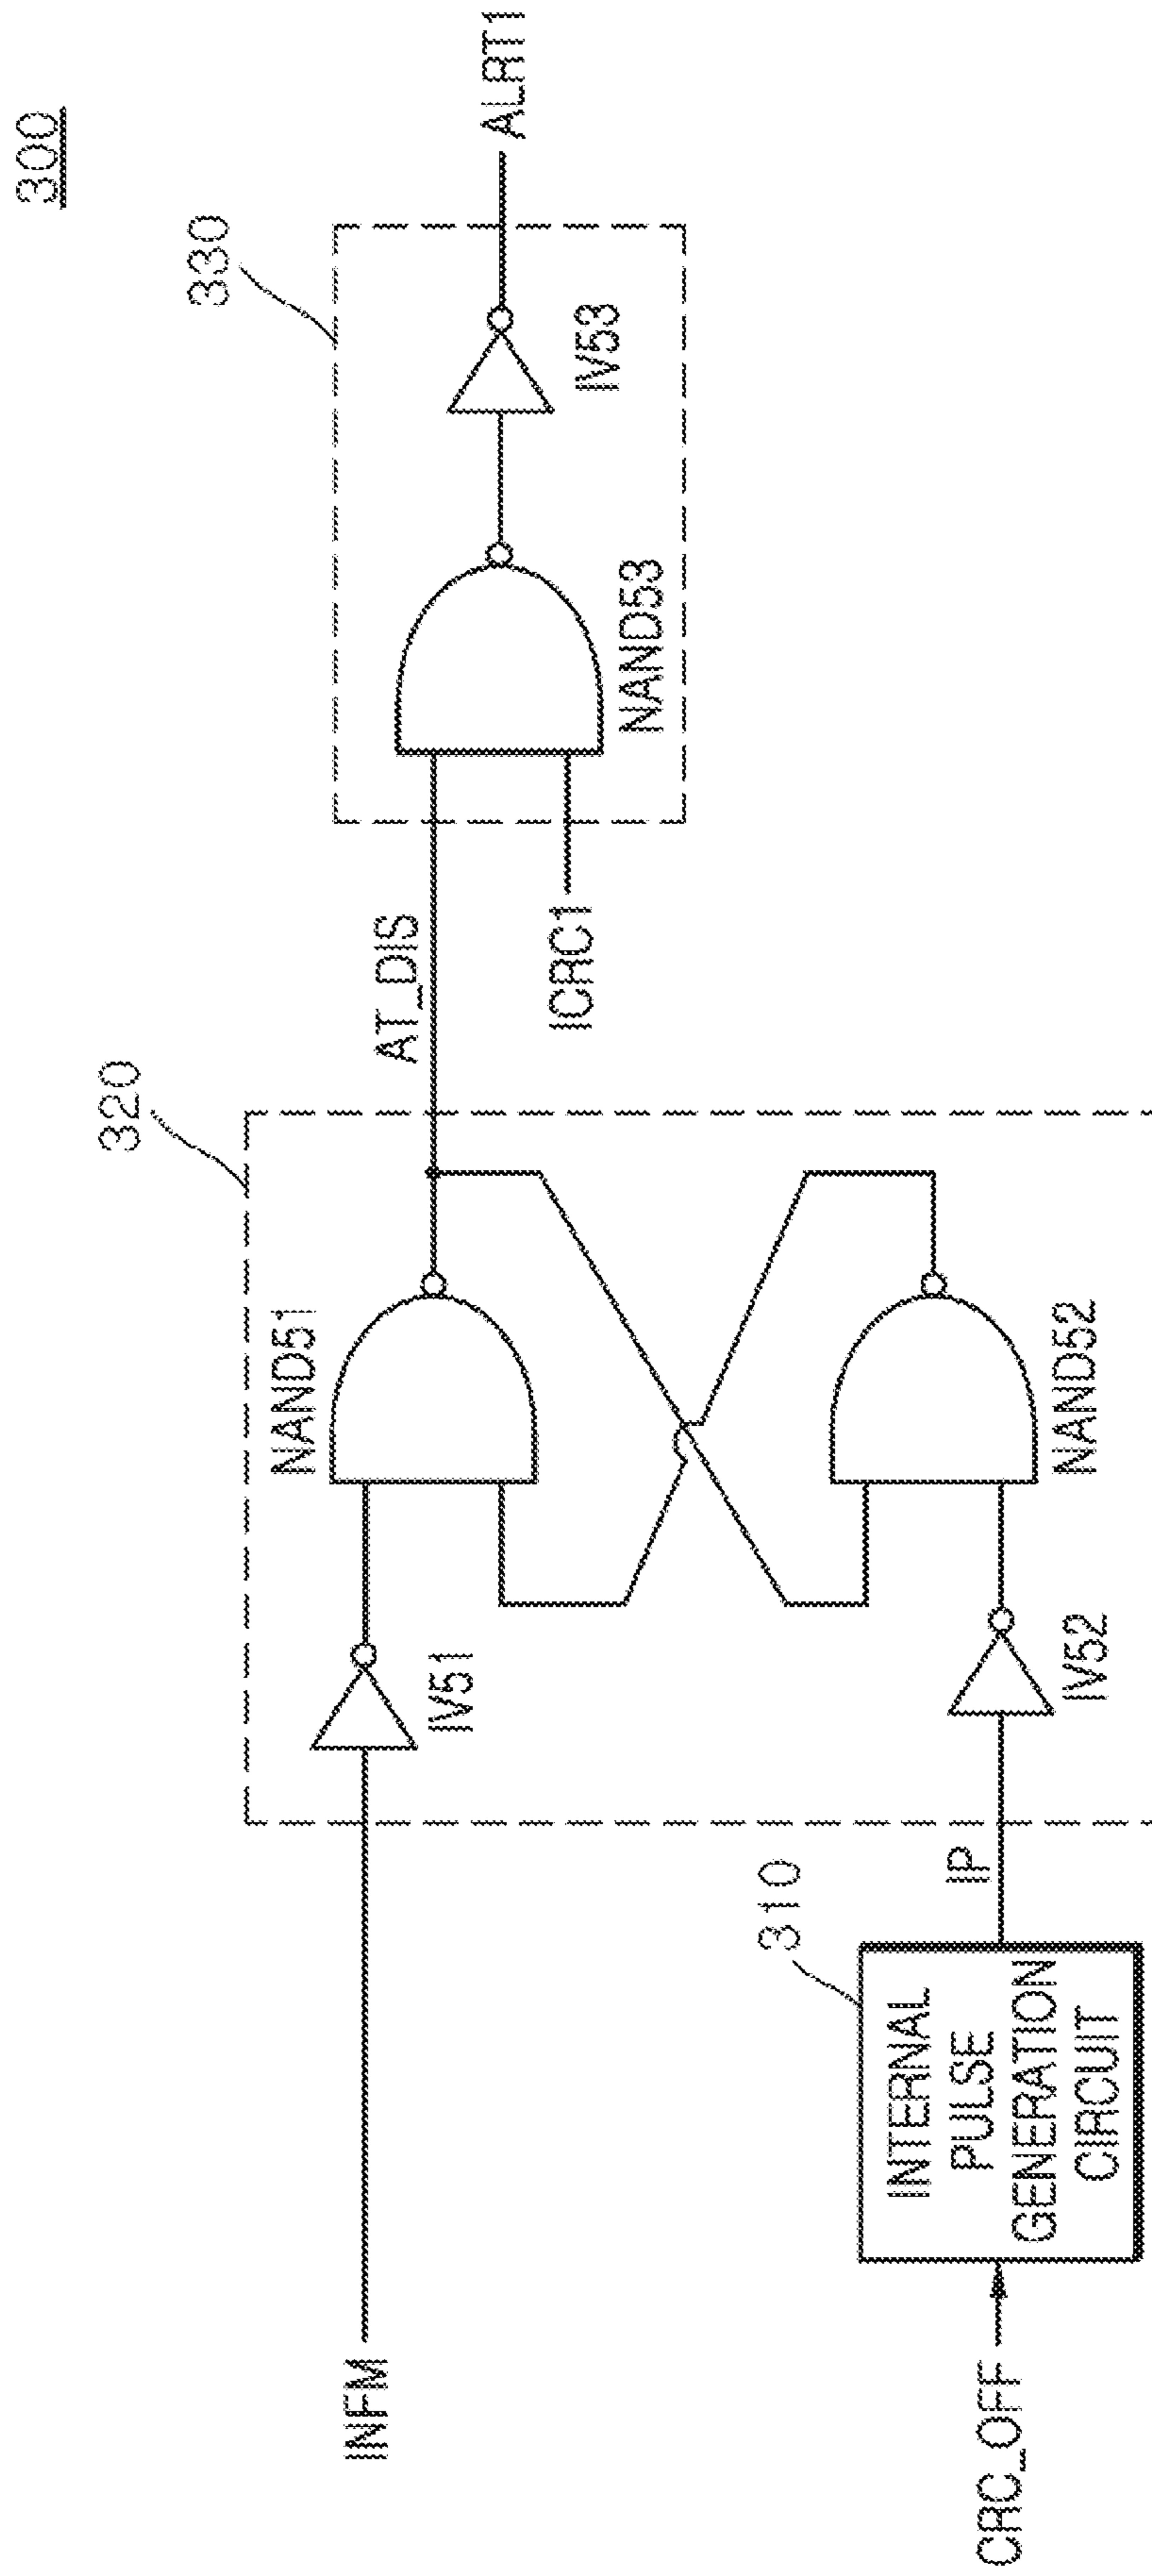 300
330
ALRT1
IV53
NAND53
320
AT_DIS
ICRC1
NAND51
NAND52
IV51
IV52
310
IP
INTERNAL
PULSE
GENERATION
CIRCUIT
INFM
CRC_OFF